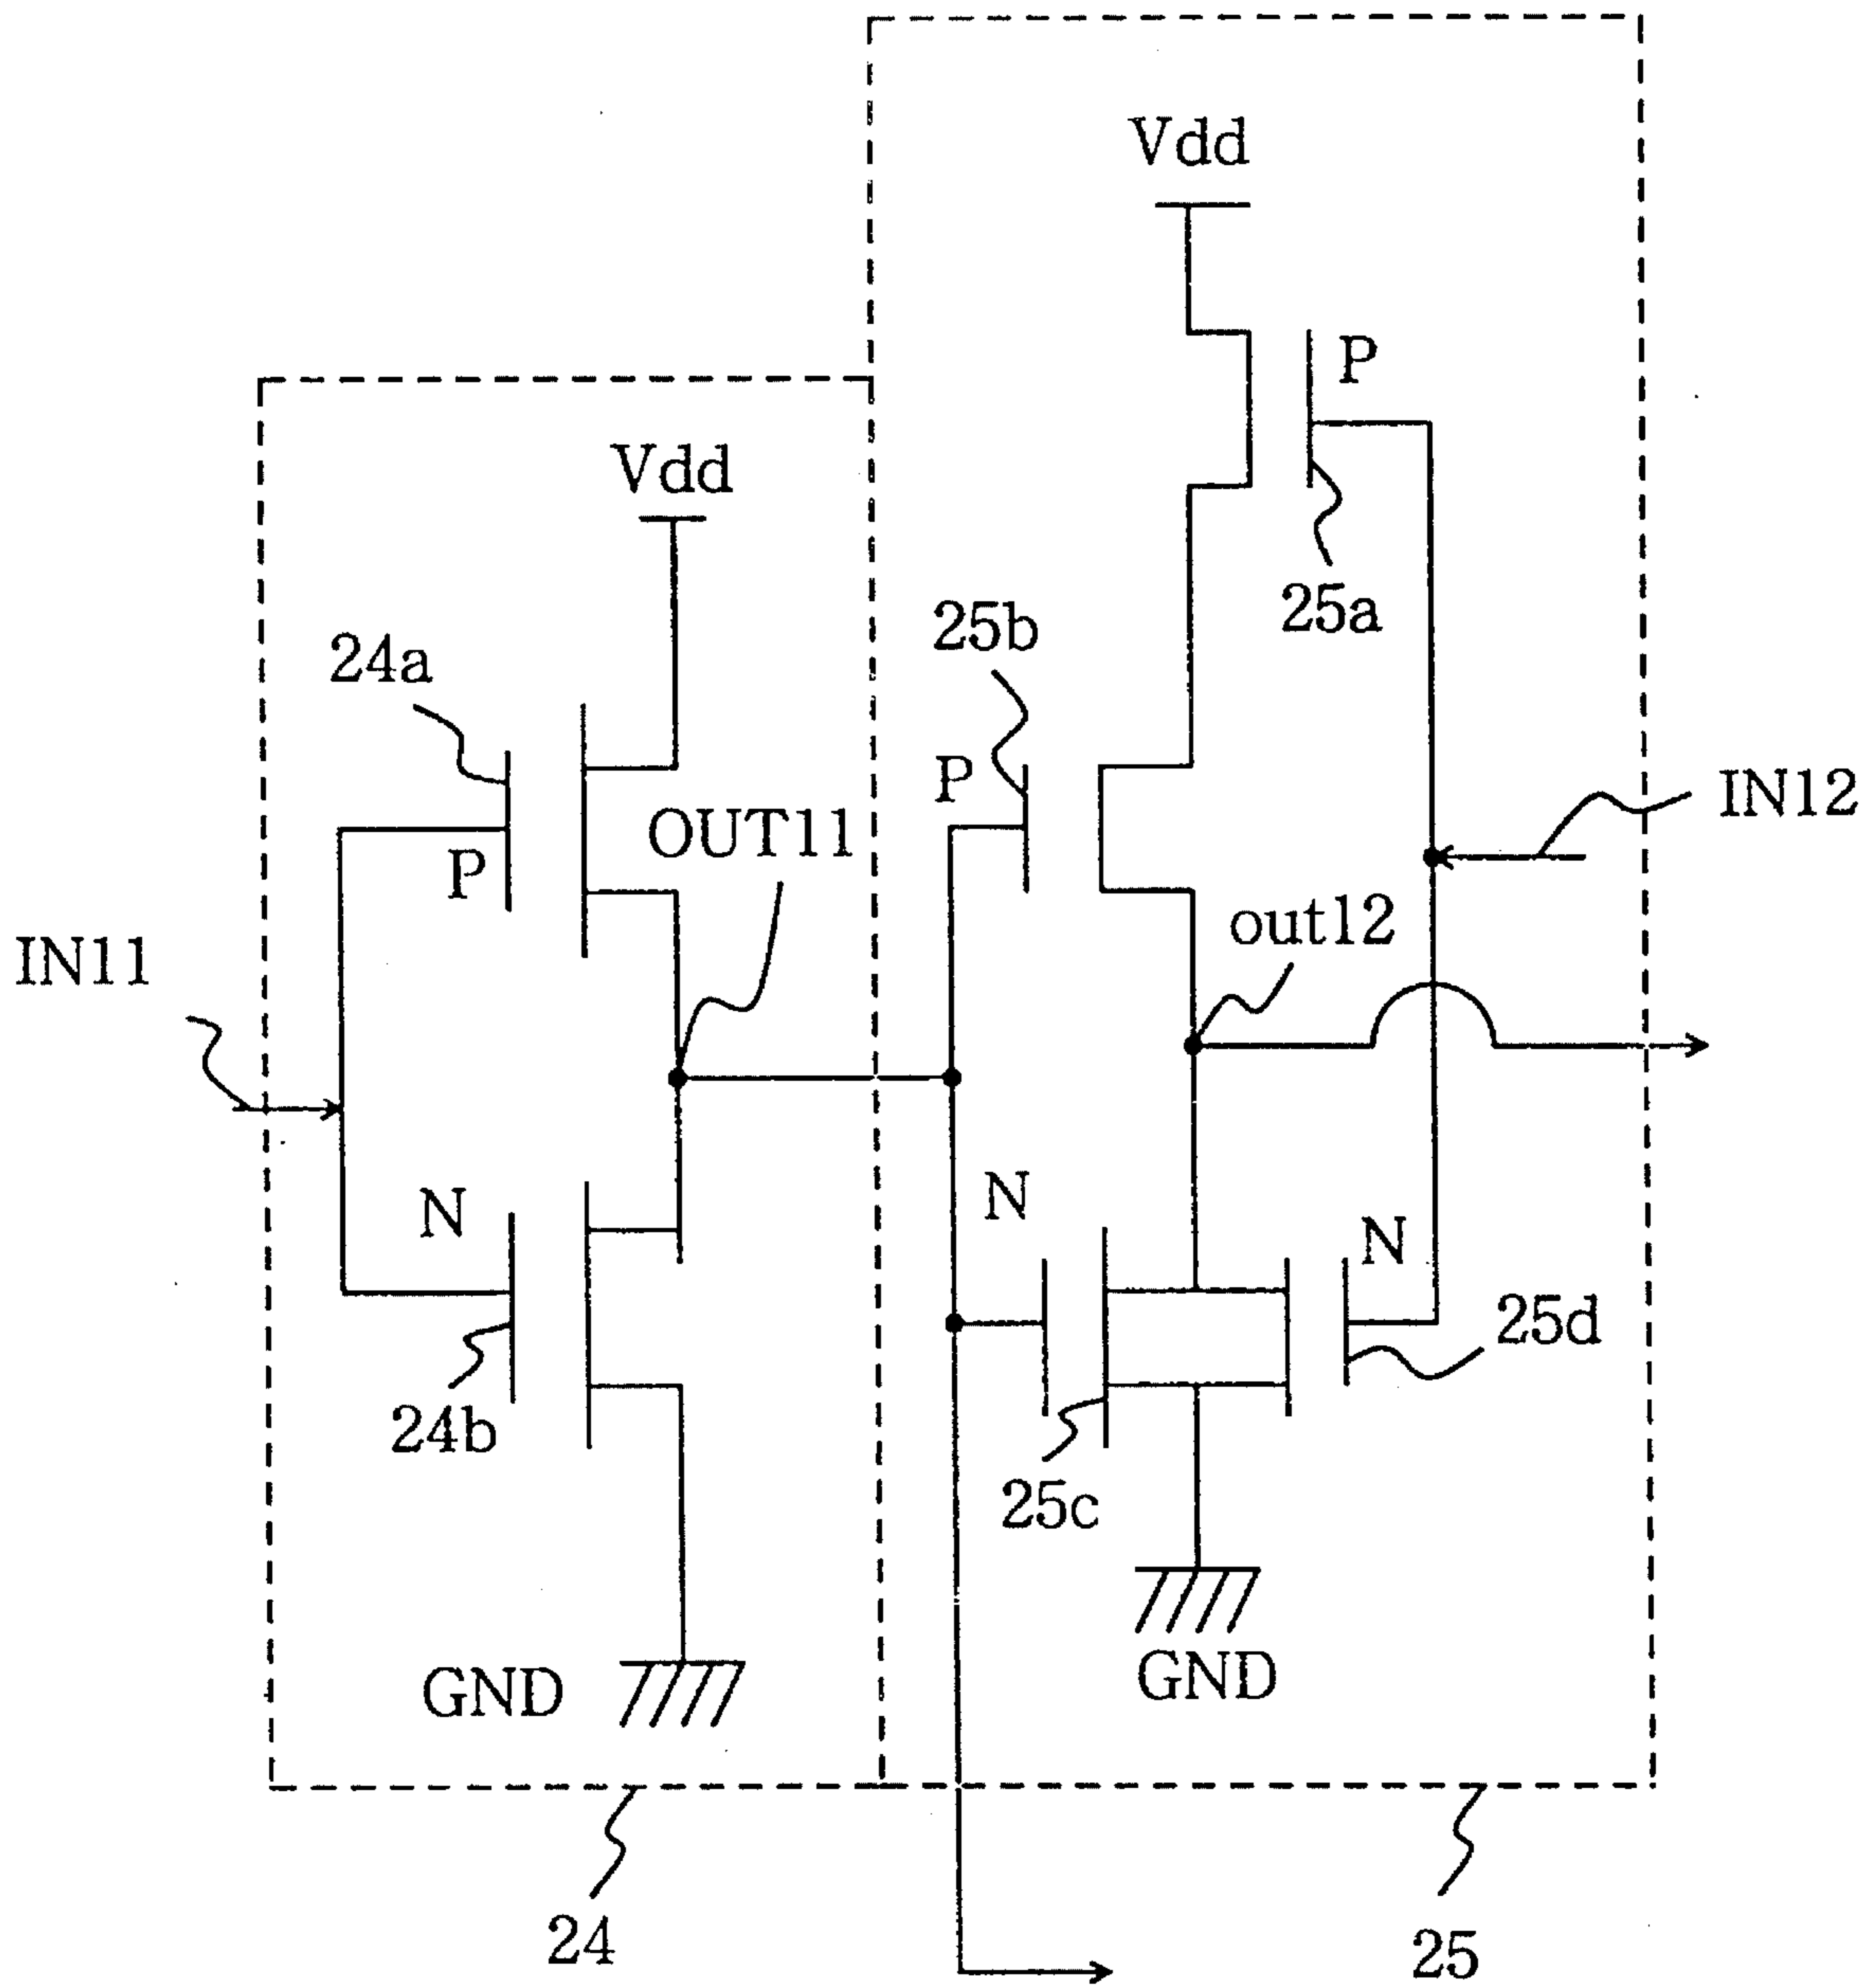 Vdd
P
Vdd
25a
25b
24a
P
IN12
OUT11
P
out12
IN11
N
N
N
25d
24b
25c
GND
GND
24
25